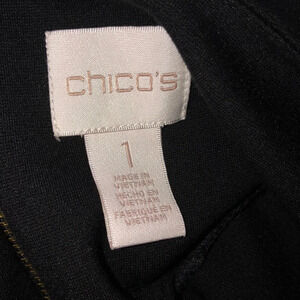 chico's
1
MADE IN
VIETNAM
HECHO EN
VIETNAM
FABRIQUÉ EN
VIETNAM